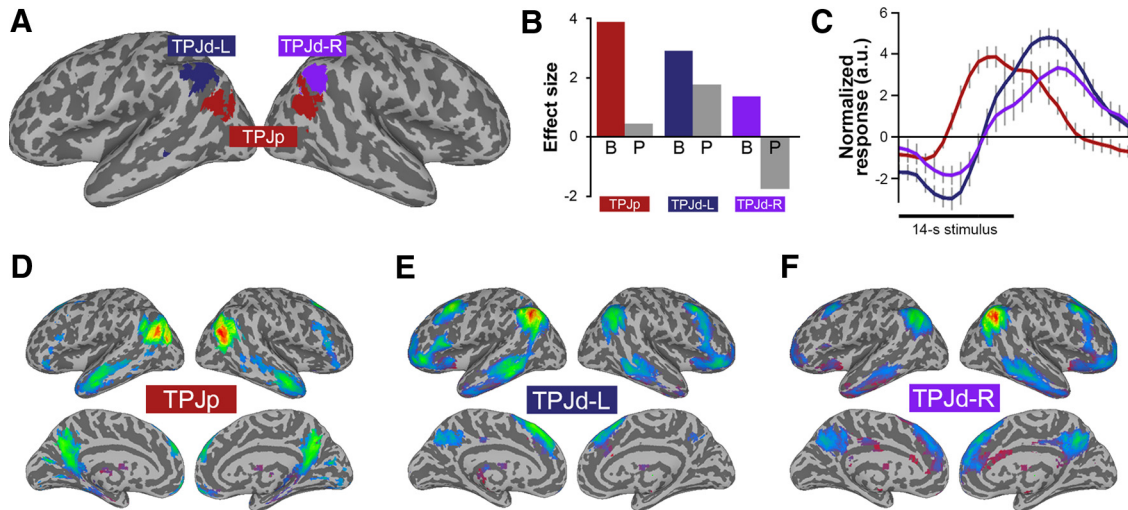 A
TPJd-L
TPJd-R
TPJp
B
Effect size
4
2
0
-2
B P B P B P
TPJp TPJd-L TPJd-R
C
Normalized
response (a.u.)
6
4
2
0
-2
14-s stimulus
D
TPJp
E
TPJd-L
F
TPJd-R